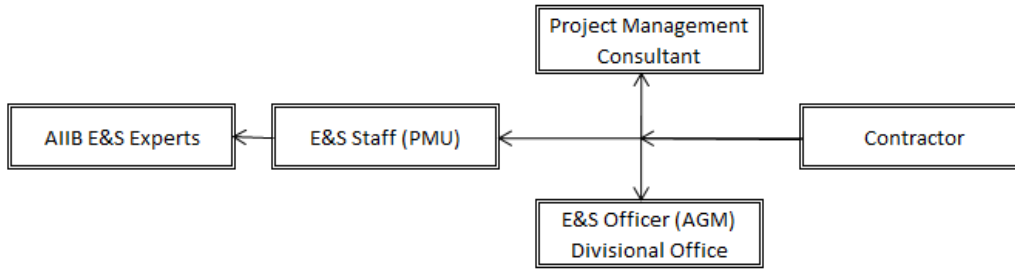 Project Management
Consultant
AIIB E&S Experts
E&S Staff (PMU)
Contractor
E&S Officer (AGM)
Divisional Office